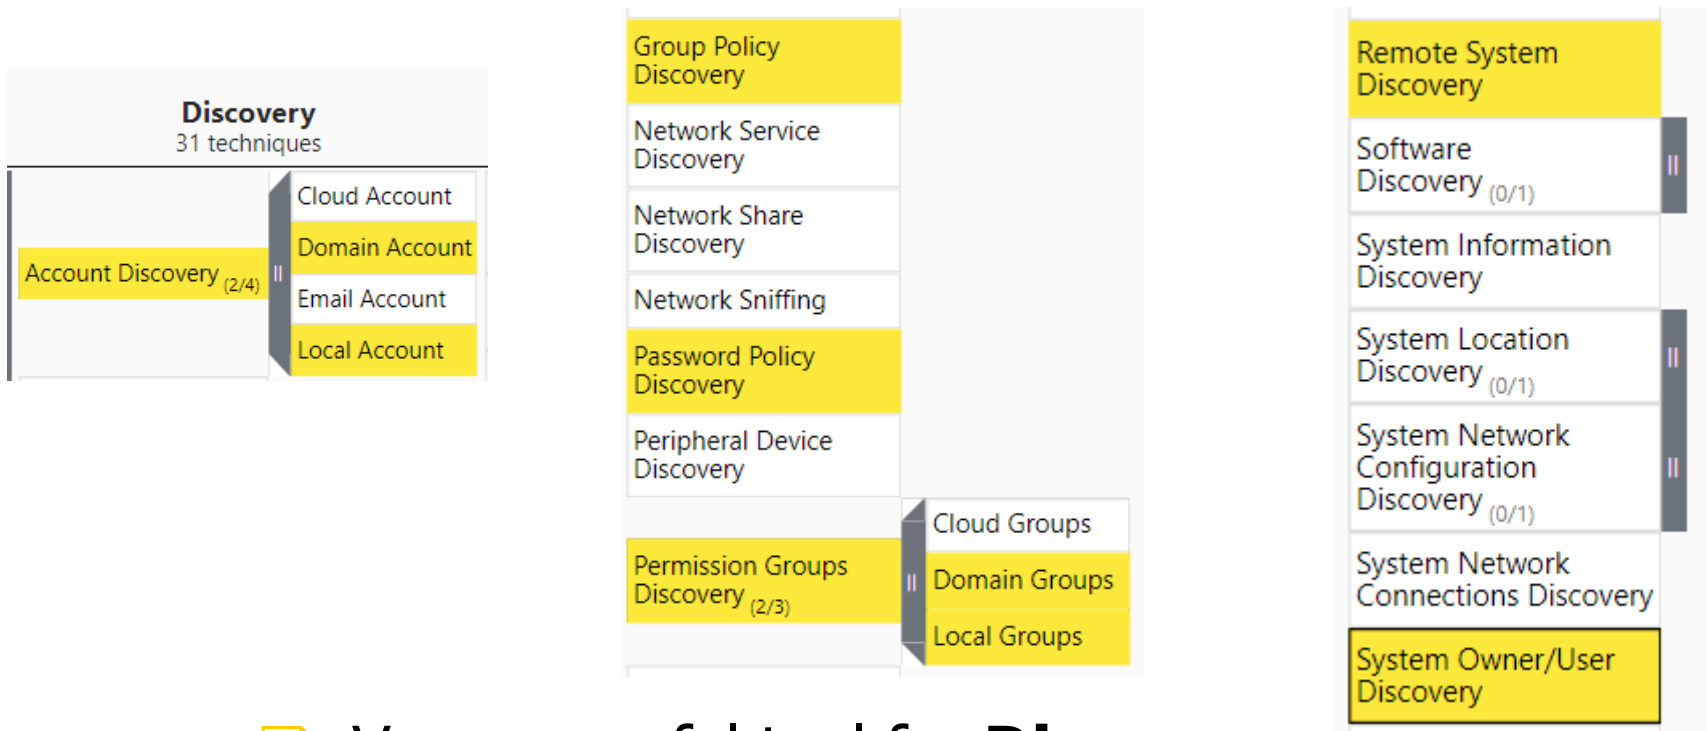 Discovery
31 techniques
Account Discovery (2/4)
Cloud Account
Domain Account
Email Account
Local Account
Group Policy
Discovery
Network Service
Discovery
Network Share
Discovery
Network Sniffing
Password Policy
Discovery
Peripheral Device
Discovery
Permission Groups
Discovery (2/3)
Cloud Groups
Domain Groups
Local Groups
Remote System
Discovery
Software
Discovery (0/1)
System Information
Discovery
System Location
Discovery (0/1)
System Network
Configuration
Discovery (0/1)
System Network
Connections Discovery
System Owner/User
Discovery